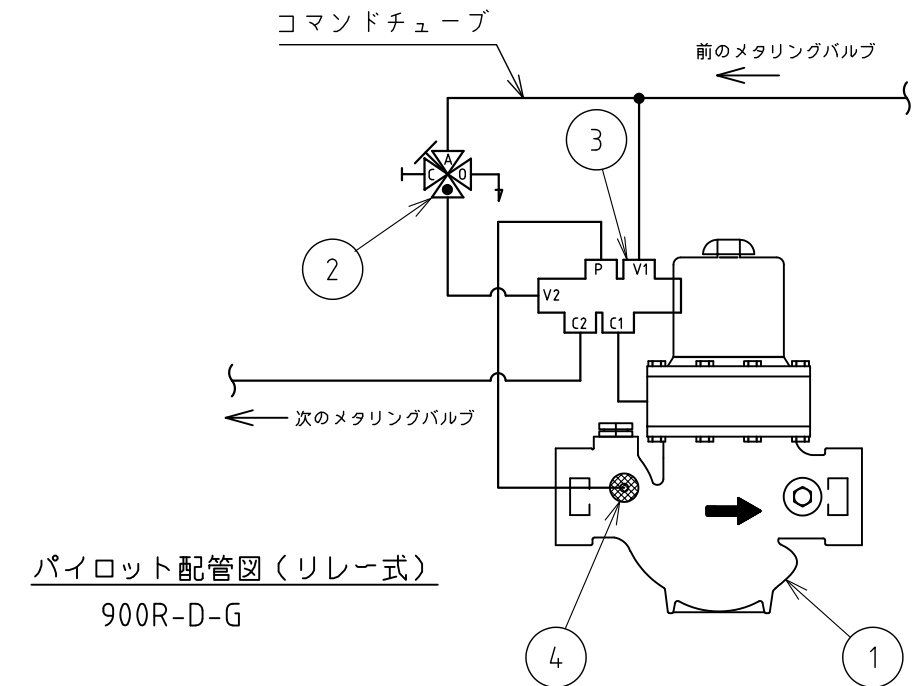 コマンドチューブ
前のメタリングバルブ
3
A
C
O
2
P
V1
V2
C2
C1
次のメタリングバルブ
パイロット配管図（リレー式）
900R-D-G
4
1